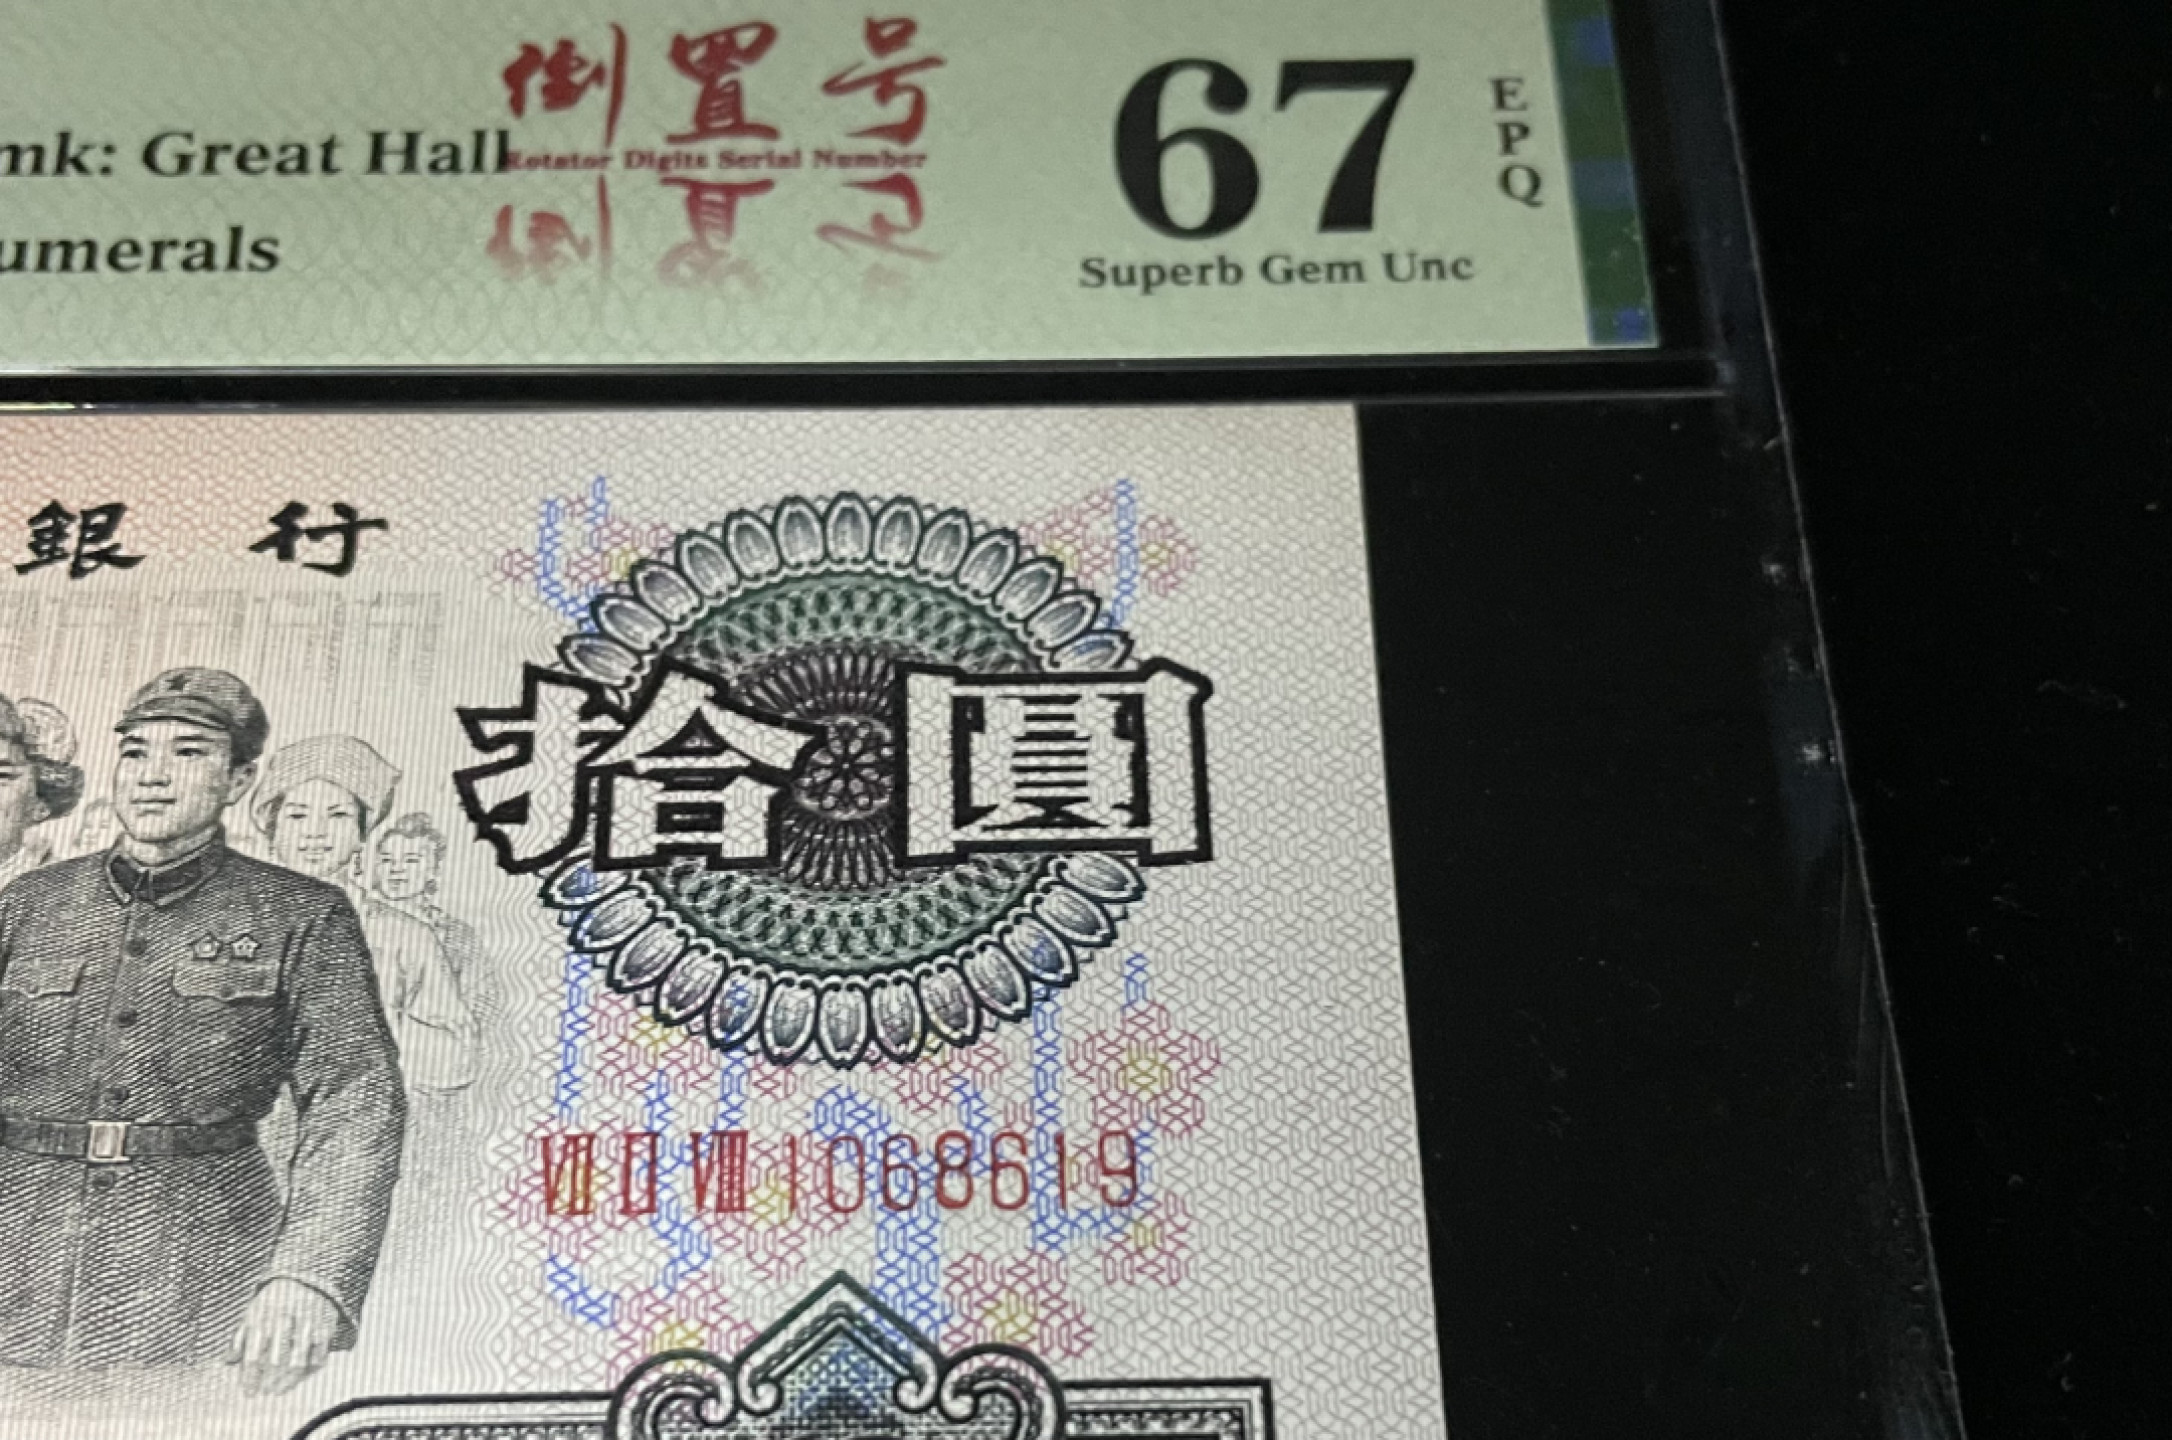 倒置号
mk: Great Hall
Rotator Digits Serial Number
umerals
67
EPQ
Superb Gem Unc
銀行
拾圓
VII II VIII 1068619